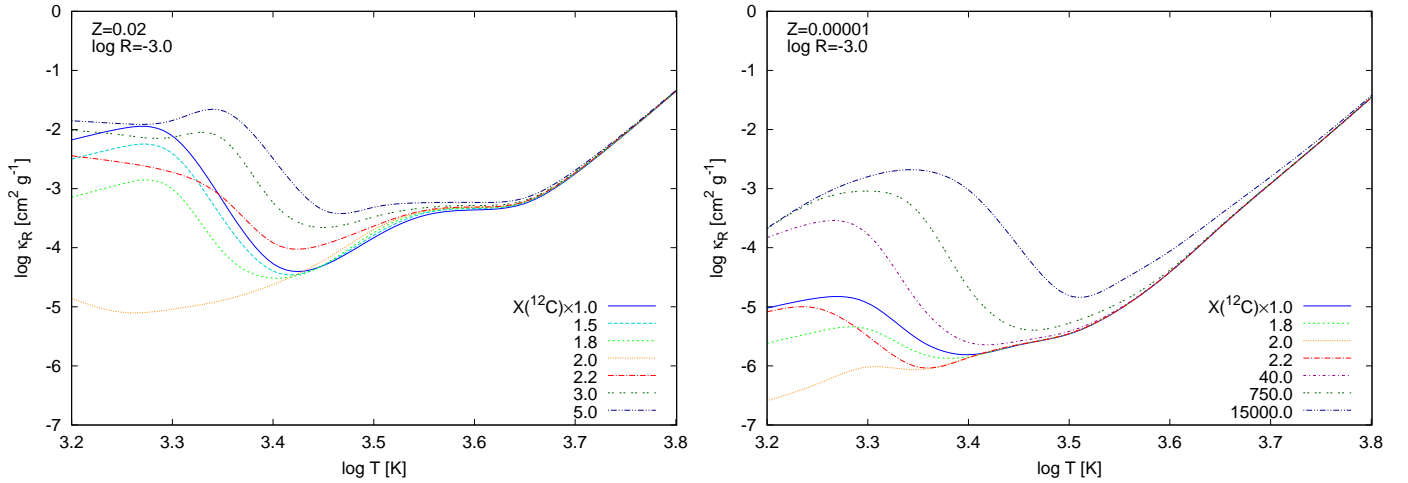 Z=0.02
log R=-3.0
0
-1
-2
-3
-4
-5
-6
-7
log κR [cm2 g-1]
X(12C)×1.0
1.5
1.8
2.0
2.2
3.0
5.0
3.2 3.3 3.4 3.5 3.6 3.7 3.8
log T [K]
Z=0.00001
log R=-3.0
0
-1
-2
-3
-4
-5
-6
-7
log κR [cm2 g-1]
X(12C)×1.0
1.8
2.0
2.2
40.0
750.0
15000.0
3.2 3.3 3.4 3.5 3.6 3.7 3.8
log T [K]